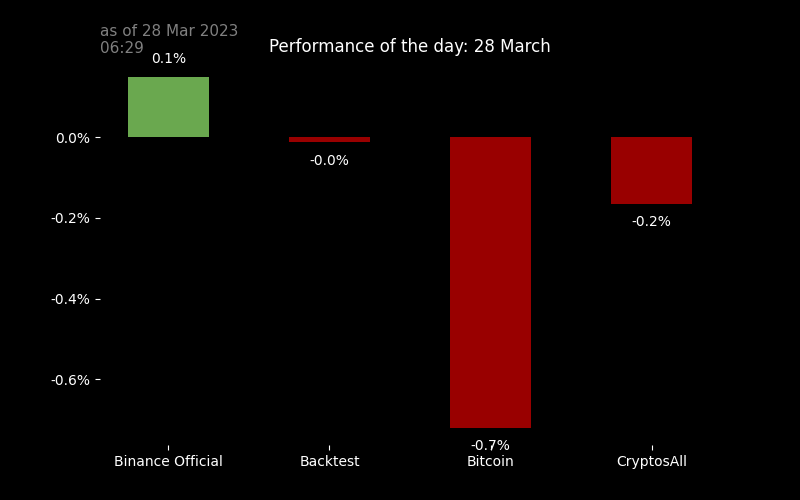 as of 28 Mar 2023
06:29
Performance of the day: 28 March
0.1%
0.0%
-0.0%
-0.2%
-0.2%
-0.4%
-0.6%
-0.7%
Binance Official
Backtest
Bitcoin
CryptosAll